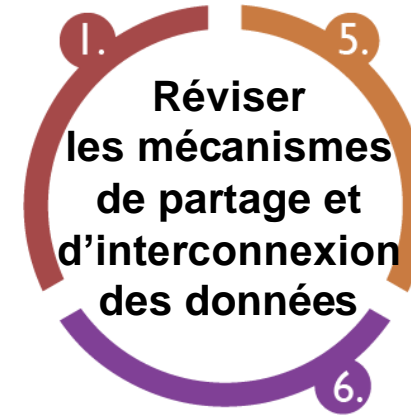 1.
5.
Réviser
les mécanismes
de partage et
d’interconnexion
des données
6.